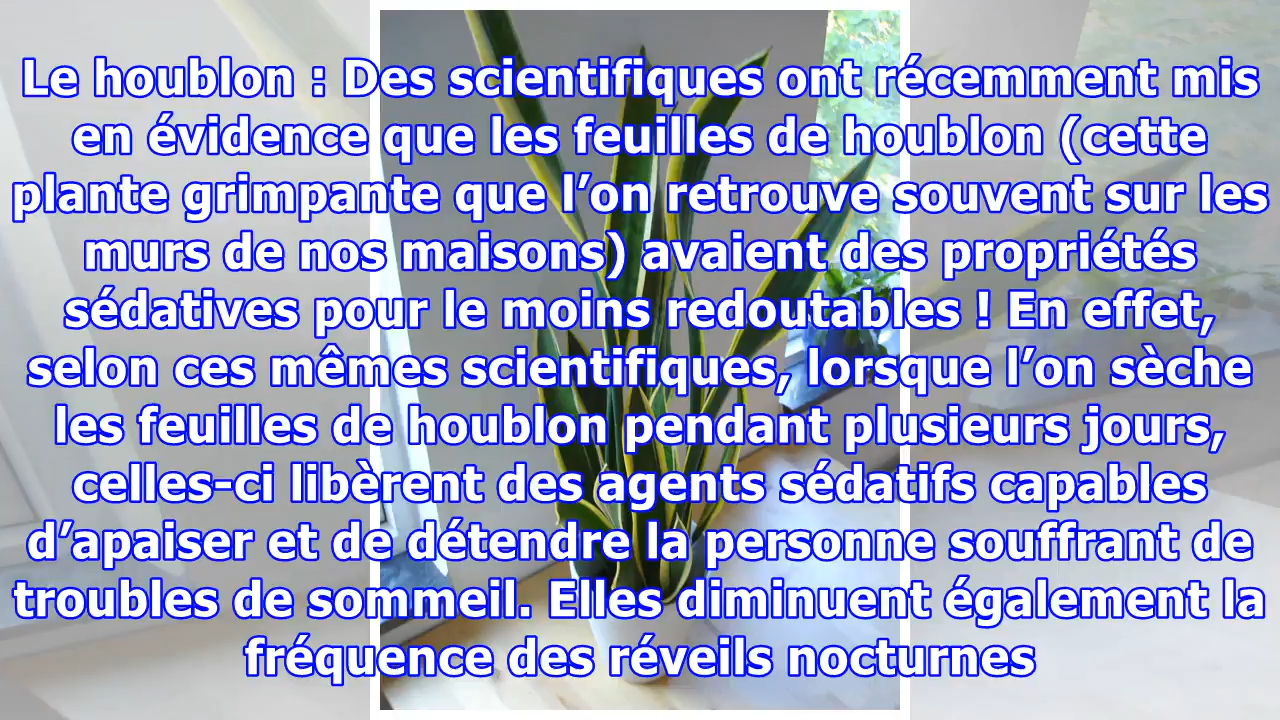 Le houblon : Des scientifiques ont récemment mis
en évidence que les feuilles de houblon (cette
plante grimpante que l’on retrouve souvent sur les
murs de nos maisons) avaient des propriétés
sédatives pour le moins redoutables ! En effet,
selon ces mêmes scientifiques, lorsque l’on sèche
les feuilles de houblon pendant plusieurs jours,
celles-ci libèrent des agents sédatifs capables
d’apaiser et de détendre la personne souffrant de
troubles de sommeil. Elles diminuent également la
fréquence des réveils nocturnes